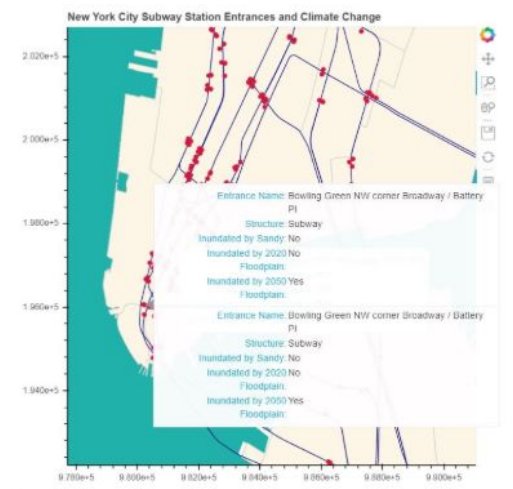 New York City Subway Station Entrances and Climate Change
2.020e+5
2.000e+5
1.980e+5
1.960e+5
1.940e+5
Entrance Name: Bowling Green NW corner Broadway / Battery
Pl
Structure: Subway
Inundated by Sandy: No
Inundated by 2020 No
Floodplain:
Inundated by 2050 Yes
Floodplain:
Entrance Name: Bowling Green NW corner Broadway / Battery
Pl
Structure: Subway
Inundated by Sandy: No
Inundated by 2020 No
Floodplain:
Inundated by 2050 Yes
Floodplain:
9.780e+5 9.800e+5 9.820e+5 9.840e+5 9.860e+5 9.880e+5 9.900e+5